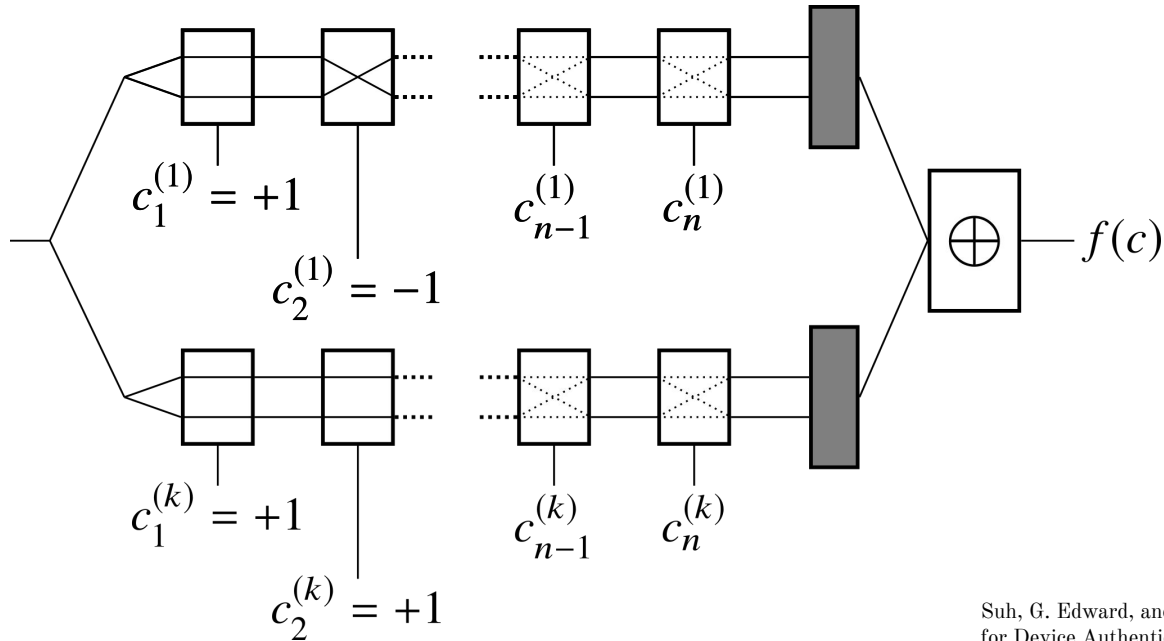 c_1^{(1)} = +1
c_2^{(1)} = −1
c_{n−1}^{(1)}
c_n^{(1)}
⊕
f(c)
c_1^{(k)} = +1
c_2^{(k)} = +1
c_{n−1}^{(k)}
c_n^{(k)}
Suh, G. Edward, and
for Device Authenti